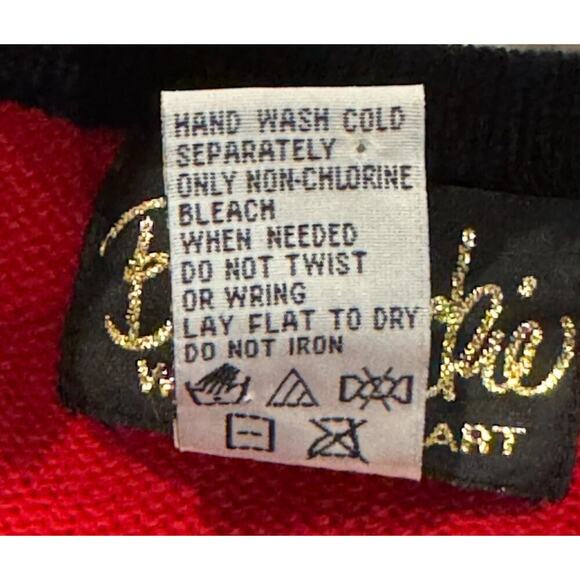 HAND WASH COLD
SEPARATELY
ONLY NON-CHLORINE
BLEACH
WHEN NEEDED
DO NOT TWIST
OR WRING
LAY FLAT TO DRY
DO NOT IRON